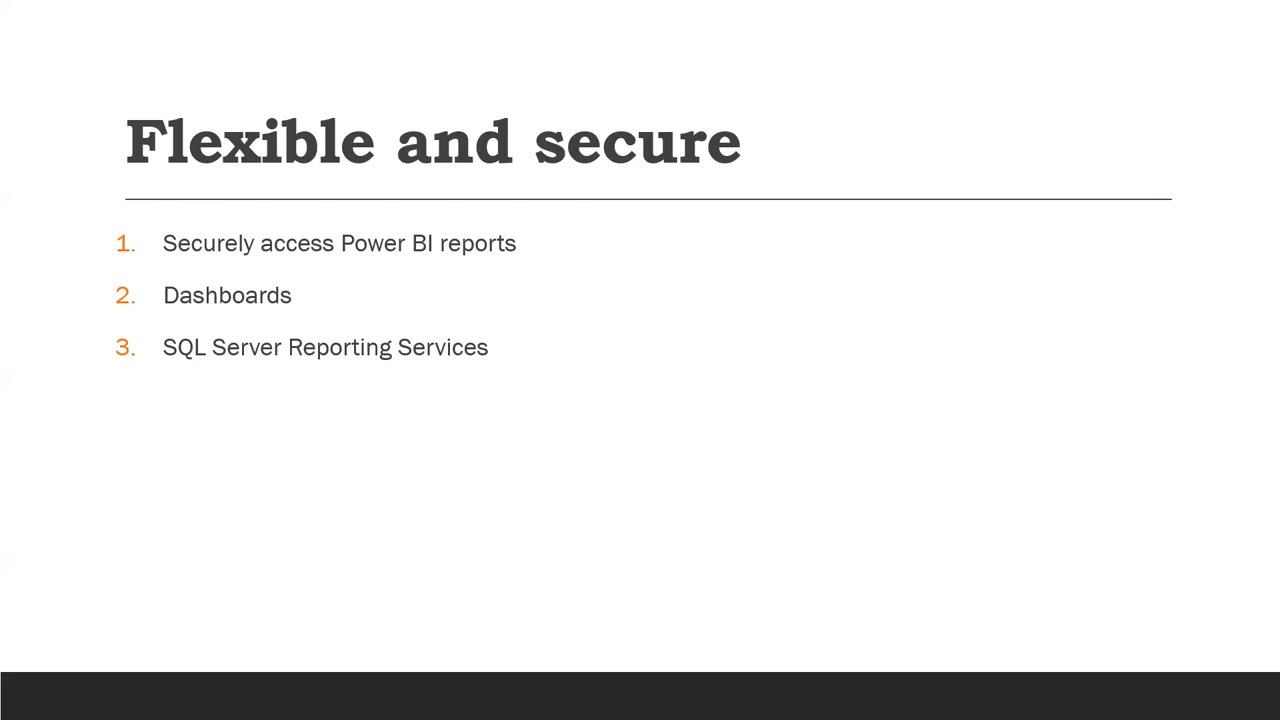 Flexible and secure
1. Securely access Power BI reports
2. Dashboards
3. SQL Server Reporting Services